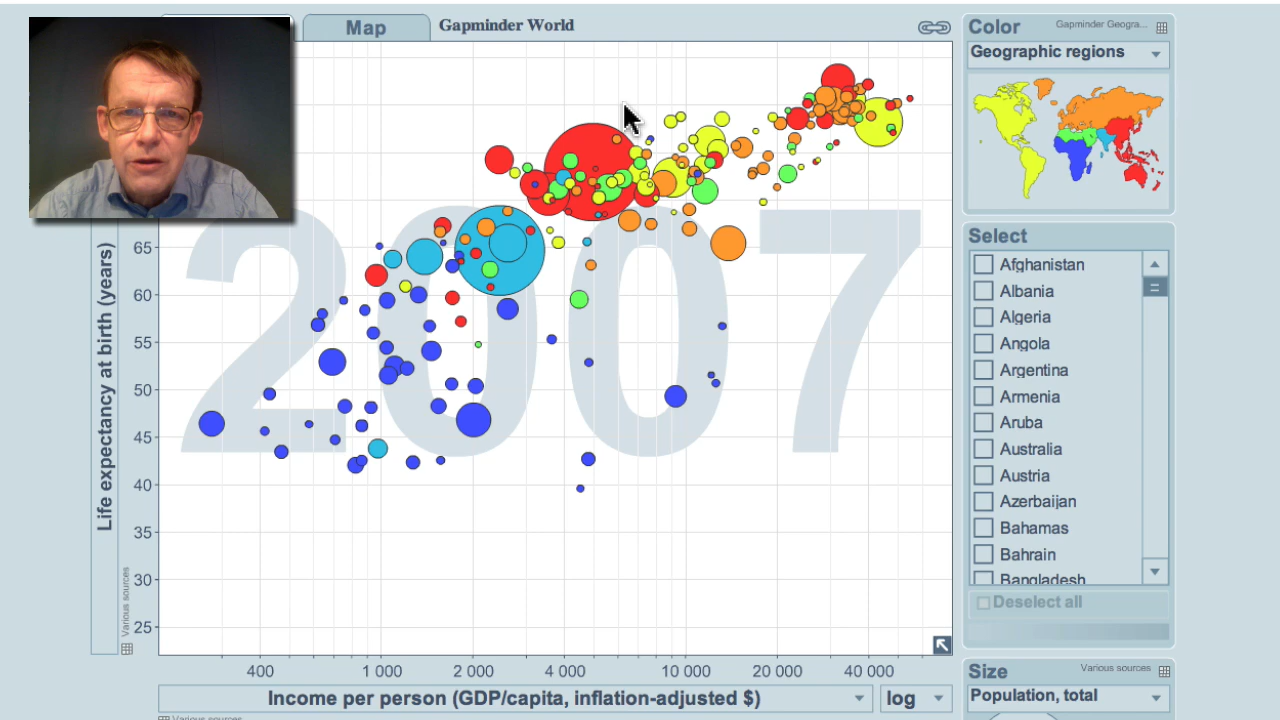 Map
Gapminder World
Color
Gapminder Geogra...
Geographic regions
2007
Life expectancy at birth (years)
Various sources
65
60
55
50
45
40
35
30
25
400
1 000
2 000
4 000
10 000
20 000
40 000
Income per person (GDP/capita, inflation-adjusted $)
log
Various sources
Select
Afghanistan
Albania
Algeria
Angola
Argentina
Armenia
Aruba
Australia
Austria
Azerbaijan
Bahamas
Bahrain
Bangladesh
Deselect all
Size
Various sources
Population, total